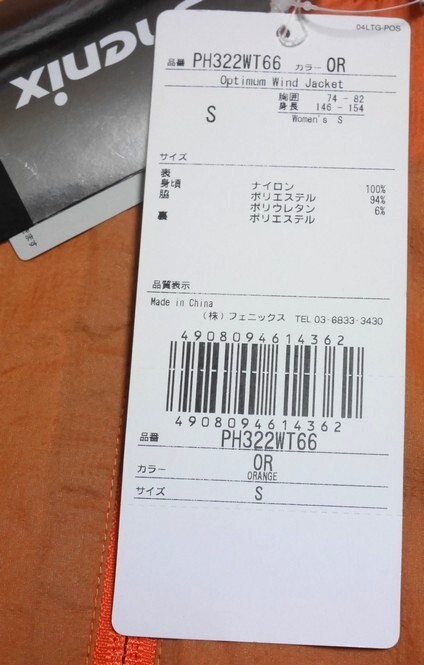 phenix
04LTG-POS
品番 PH322WT66 カラー OR
Optimum Wind Jacket
S
胸囲 74 - 82
身長 146 - 154
Women's S
サイズ
表
身頃 ナイロン 100%
脇 ポリエステル 94%
ポリウレタン 6%
裏 ポリエステル
品質表示
Made in China
(株)フェニックス TEL 03-6833-3430
4908094614362
4908094614362
品番 PH322WT66
カラー OR
ORANGE
サイズ S